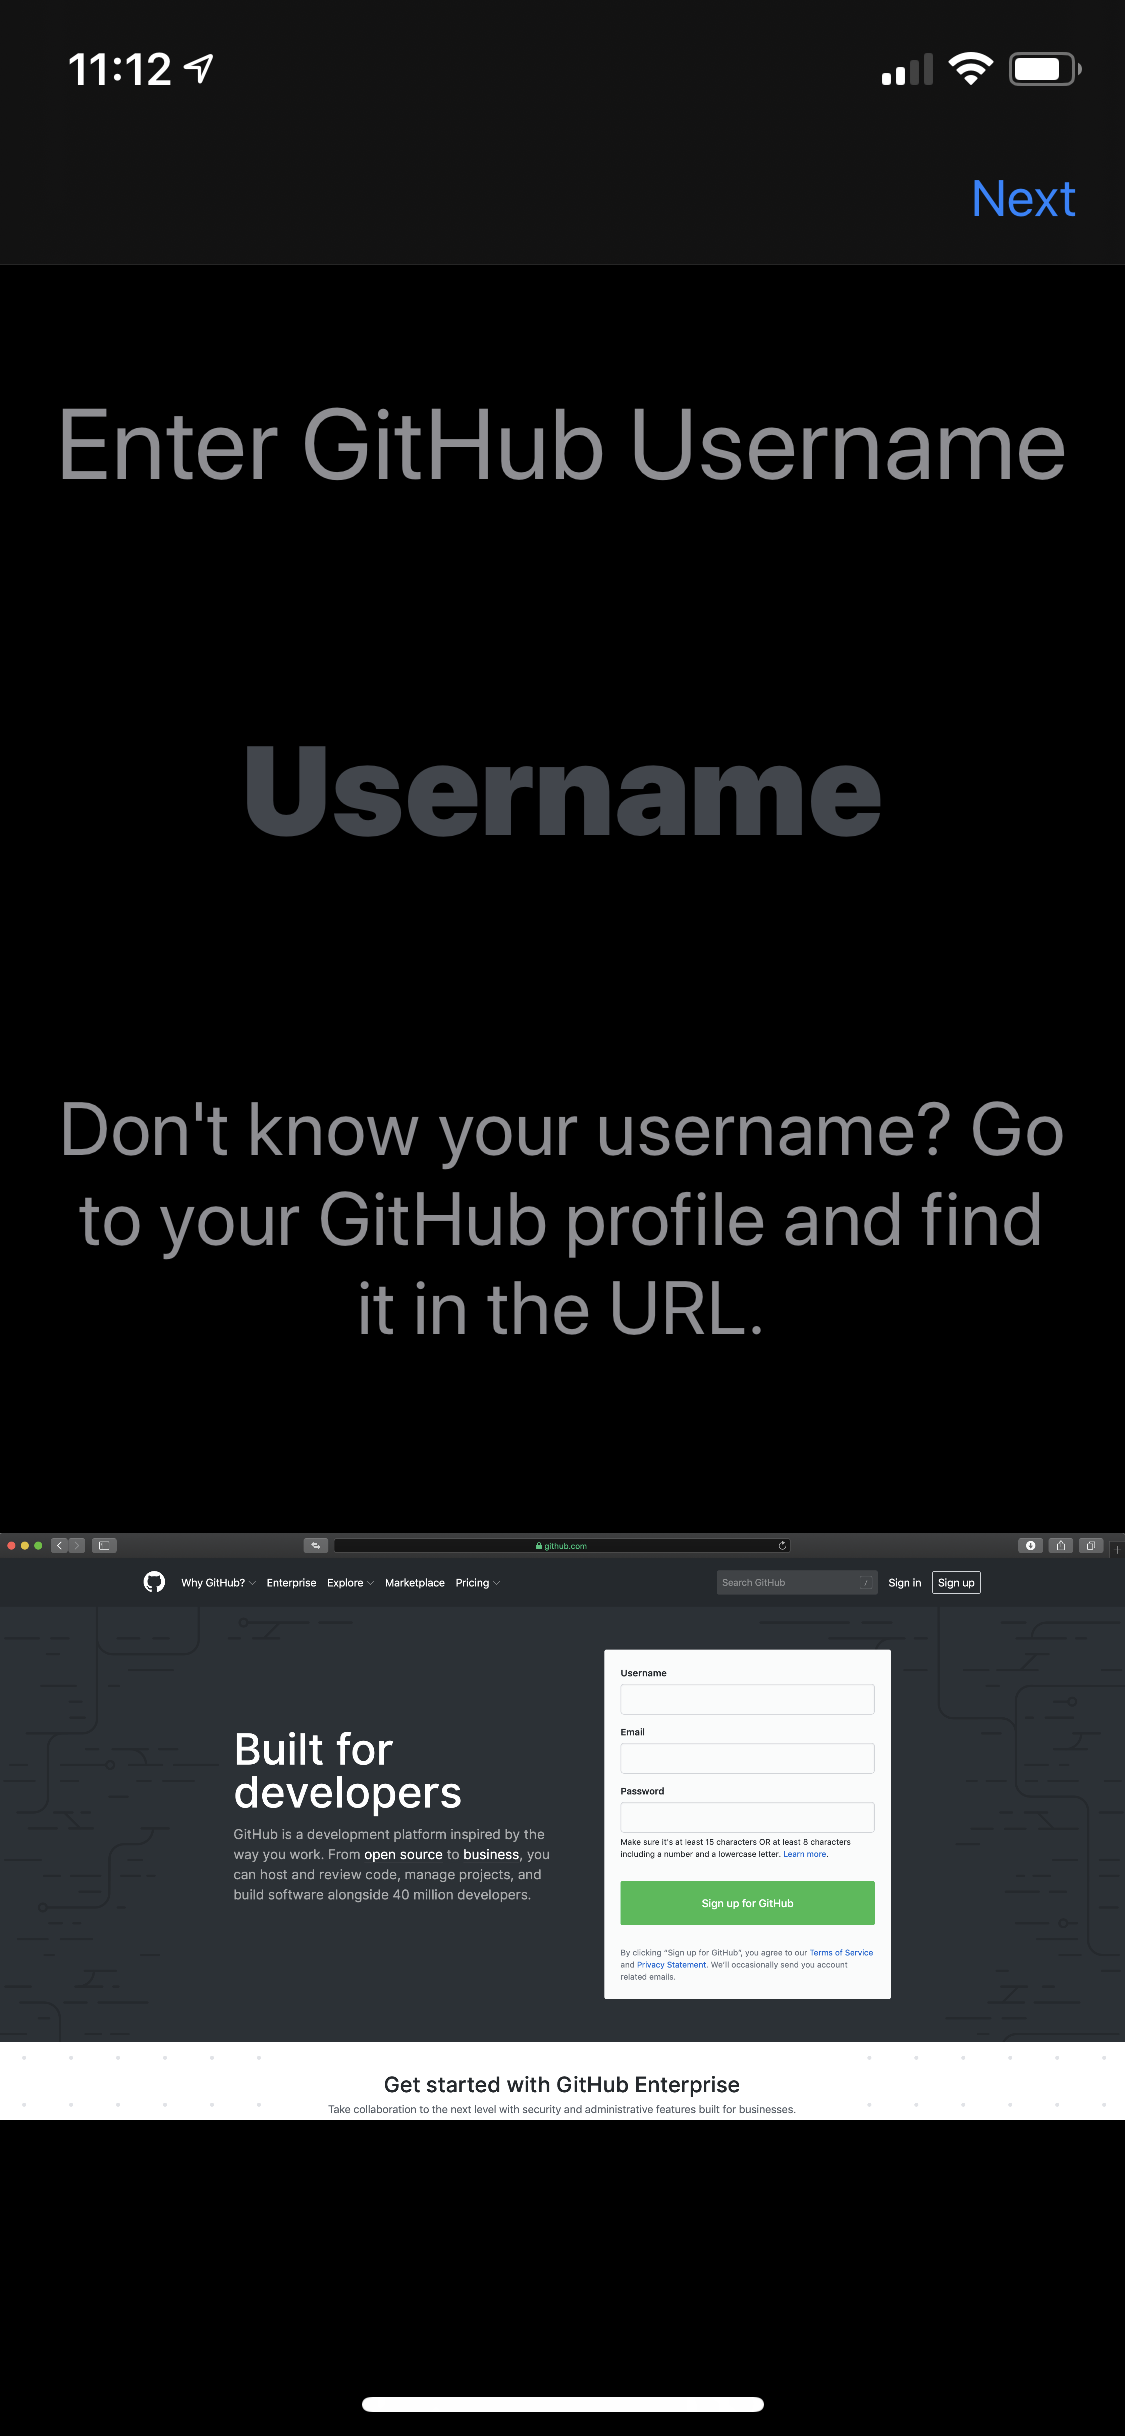 11:12
Next
Enter GitHub Username
Username
Don't know your username? Go
to your GitHub profile and find
it in the URL.
github.com
Why GitHub? Enterprise Explore Marketplace Pricing
Search GitHub /
Sign in Sign up
Built for
developers
GitHub is a development platform inspired by the
way you work. From open source to business, you
can host and review code, manage projects, and
build software alongside 40 million developers.
Username
Email
Password
Make sure it's at least 15 characters OR at least 8 characters
including a number and a lowercase letter. Learn more.
Sign up for GitHub
By clicking “Sign up for GitHub”, you agree to our Terms of Service
and Privacy Statement. We'll occasionally send you account
related emails.
Get started with GitHub Enterprise
Take collaboration to the next level with security and administrative features built for businesses.